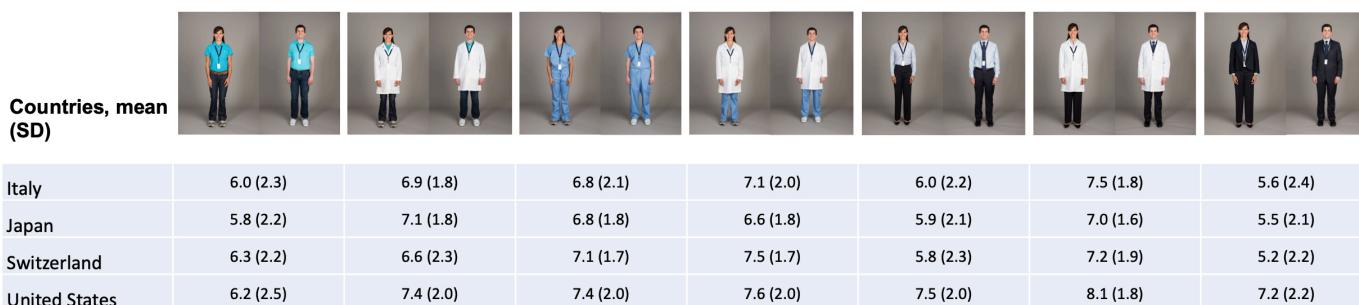 Countries, mean
(SD)
Italy 6.0 (2.3) 6.9 (1.8) 6.8 (2.1) 7.1 (2.0) 6.0 (2.2) 7.5 (1.8) 5.6 (2.4)
Japan 5.8 (2.2) 7.1 (1.8) 6.8 (1.8) 6.6 (1.8) 5.9 (2.1) 7.0 (1.6) 5.5 (2.1)
Switzerland 6.3 (2.2) 6.6 (2.3) 7.1 (1.7) 7.5 (1.7) 5.8 (2.3) 7.2 (1.9) 5.2 (2.2)
United States 6.2 (2.5) 7.4 (2.0) 7.4 (2.0) 7.6 (2.0) 7.5 (2.0) 8.1 (1.8) 7.2 (2.2)